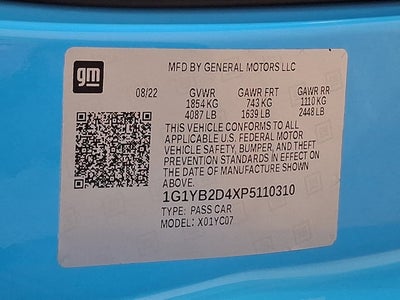 gm
MFD BY GENERAL MOTORS LLC
08/22 GVWR GAWR FRT GAWR RR
1854 KG 743 KG 1110 KG
4087 LB 1639 LB 2448 LB
THIS VEHICLE CONFORMS TO ALL
APPLICABLE U.S. FEDERAL MOTOR
VEHICLE SAFETY, BUMPER, AND THEFT
PREVENTION STANDARDS IN EFFECT ON
THE DATE OF MANUFACTURE SHOWN
ABOVE.
1G1YB2D4XP5110310
TYPE: PASS CAR
MODEL: X01YC07